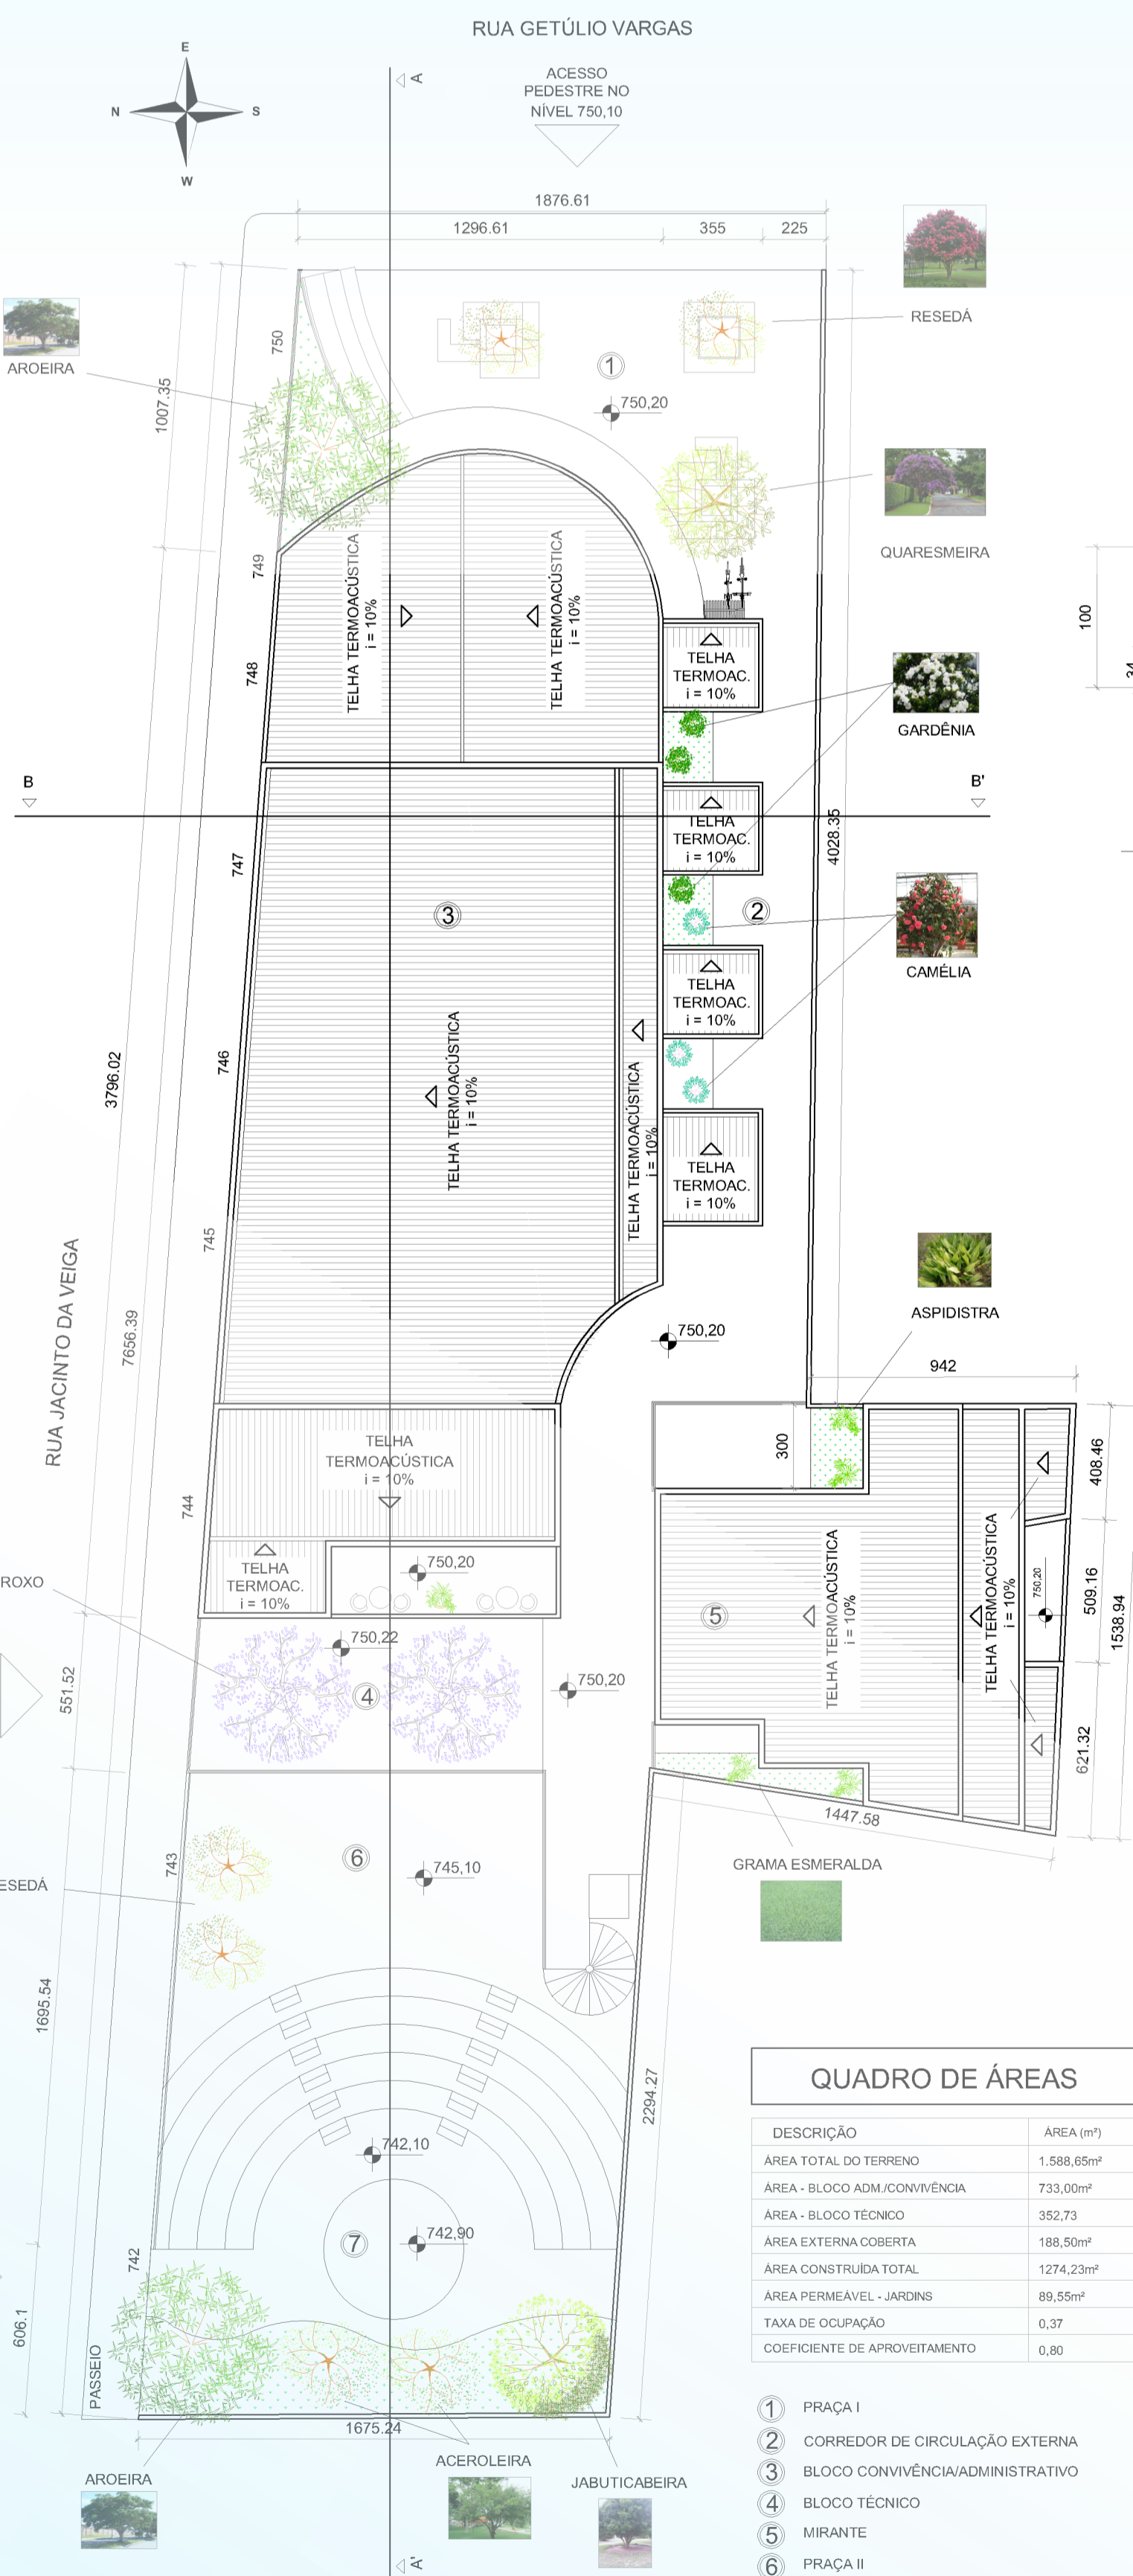 RUA GETÚLIO VARGAS
E
N
S
W
A
ACESSO
PEDESTRE NO
NÍVEL 750,10
1876.61
1296.61
355
225
RESEDÁ
AROEIRA
750
1007.35
1
750,20
QUARESMEIRA
749
748
TELHA TERMOACÚSTICA
i = 10%
TELHA TERMOACÚSTICA
i = 10%
100
TELHA
TERMOAC.
i = 10%
GARDÊNIA
B
B'
TELHA
TERMOAC.
i = 10%
4028.35
747
3
2
CAMÉLIA
TELHA
TERMOAC.
i = 10%
746
3796.02
TELHA TERMOACÚSTICA
i = 10%
TELHA TERMOACÚSTICA
i = 10%
TELHA
TERMOAC.
i = 10%
745
RUA JACINTO DA VEIGA
7656.39
ASPIDISTRA
750,20
942
300
408.46
TELHA
TERMOACÚSTICA
i = 10%
744
TELHA
TERMOAC.
i = 10%
750,20
ROXO
750,22
750,20
4
5
TELHA TERMOACÚSTICA
i = 10%
TELHA TERMOACÚSTICA
i = 10%
750,20
509.16
1538.94
621.32
551.52
1447.58
743
6
745,10
ESEDÁ
GRAMA ESMERALDA
1695.54
2294.27
742,10
7
742,90
742
606.1
PASSEIO
1675.24
AROEIRA
ACEROLEIRA
JABUTICABEIRA
A'
QUADRO DE ÁREAS
DESCRIÇÃO ÁREA (m²)
ÁREA TOTAL DO TERRENO 1.588,65m²
ÁREA - BLOCO ADM./CONVIVÊNCIA 733,00m²
ÁREA - BLOCO TÉCNICO 352,73
ÁREA EXTERNA COBERTA 188,50m²
ÁREA CONSTRUÍDA TOTAL 1274,23m²
ÁREA PERMEÁVEL - JARDINS 89,55m²
TAXA DE OCUPAÇÃO 0,37
COEFICIENTE DE APROVEITAMENTO 0,80
1 PRAÇA I
2 CORREDOR DE CIRCULAÇÃO EXTERNA
3 BLOCO CONVIVÊNCIA/ADMINISTRATIVO
4 BLOCO TÉCNICO
5 MIRANTE
6 PRAÇA II